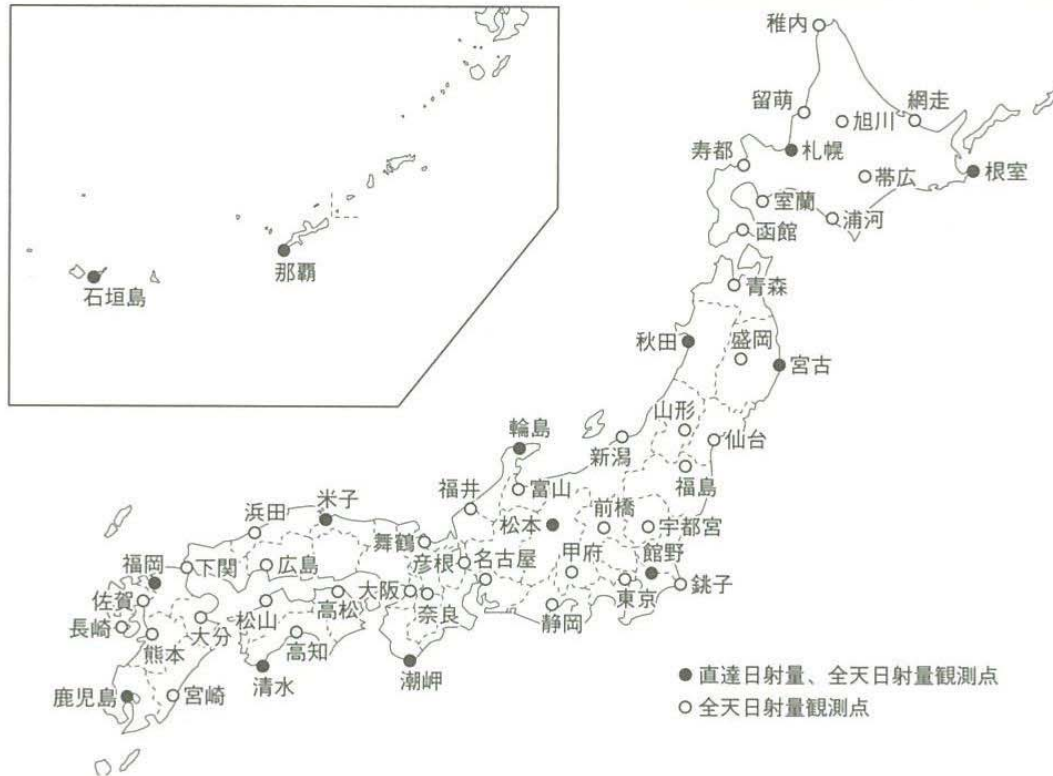 稚内
留萌
旭川
網走
札幌
寿都
帯広
根室
室蘭
浦河
函館
那覇
石垣島
青森
秋田
盛岡
宮古
山形
仙台
輪島
新潟
福島
福井
富山
前橋
宇都宮
米子
浜田
松本
舞鶴
彦根
名古屋
甲府
館野
福岡
下関
広島
大阪
奈良
東京
銚子
佐賀
松山
高松
静岡
長崎
大分
熊本
高知
清水
潮岬
鹿児島
宮崎
●直達日射量、全天日射量観測点
○全天日射量観測点